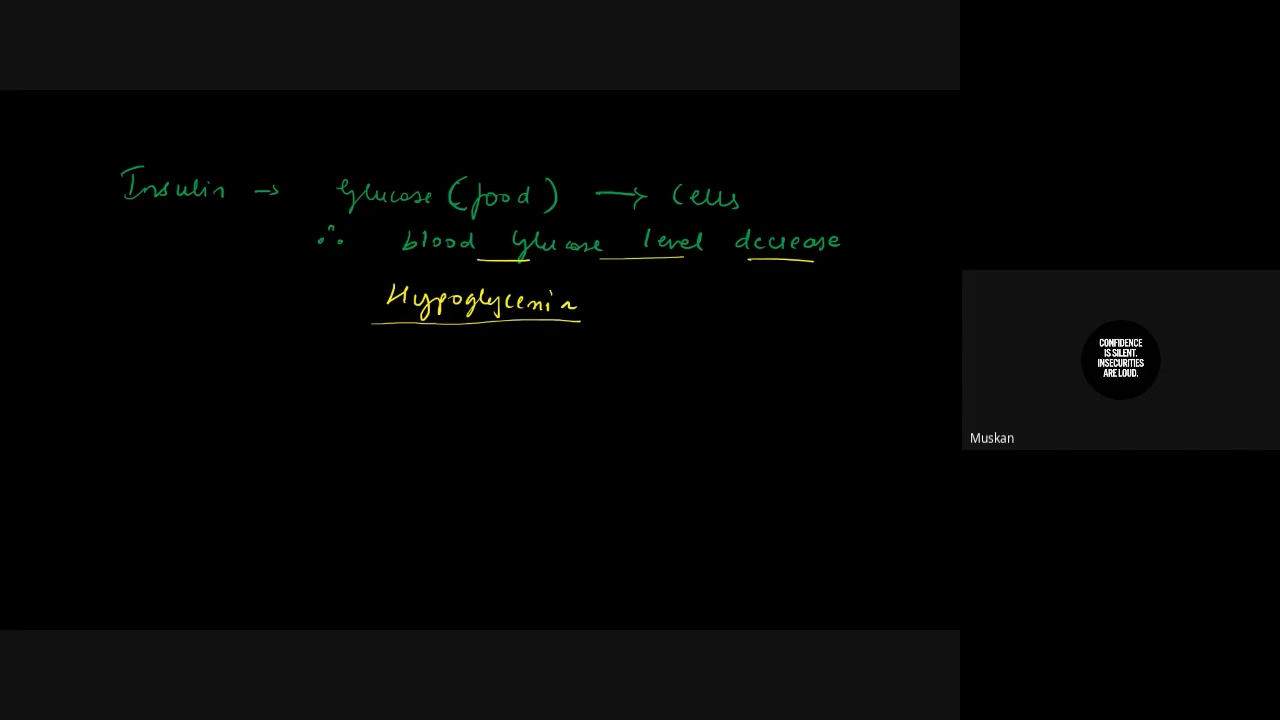 Insulin → Glucose (food) → Cells
∴ blood glucose level decrease
Hypoglycemia
CONFIDENCE
IS SILENT.
INSECURITIES
ARE LOUD.
Muskan